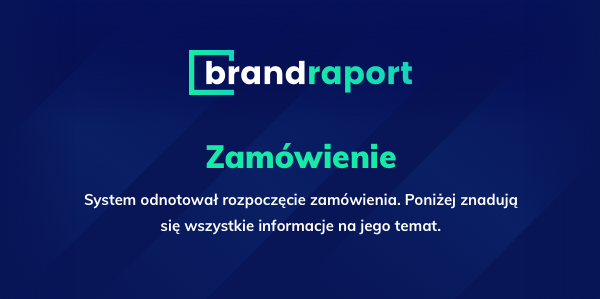 brandraport
Zamówienie
System odnotował rozpoczęcie zamówienia. Poniżej znadują
się wszystkie informacje na jego temat.